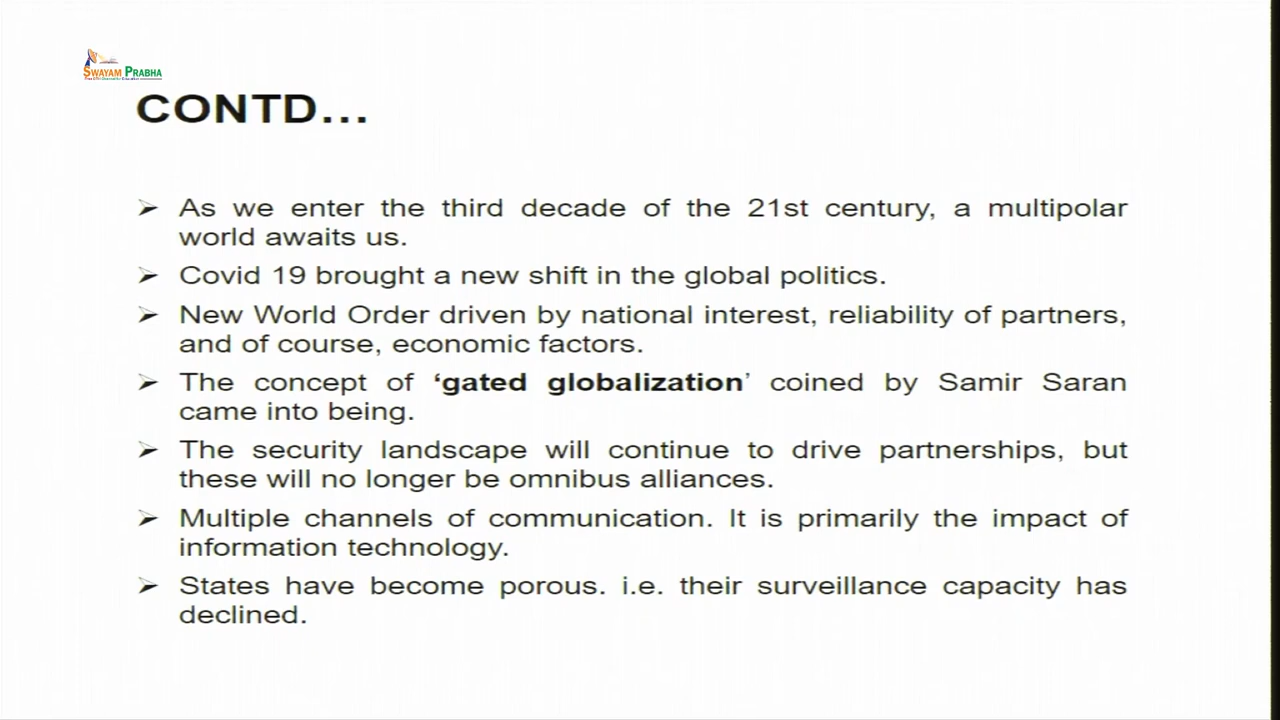 SWAYAM PRABHA
CONTD...
➢ As we enter the third decade of the 21st century, a multipolar
world awaits us.
➢ Covid 19 brought a new shift in the global politics.
➢ New World Order driven by national interest, reliability of partners,
and of course, economic factors.
➢ The concept of ‘gated globalization’ coined by Samir Saran
came into being.
➢ The security landscape will continue to drive partnerships, but
these will no longer be omnibus alliances.
➢ Multiple channels of communication. It is primarily the impact of
information technology.
➢ States have become porous. i.e. their surveillance capacity has
declined.